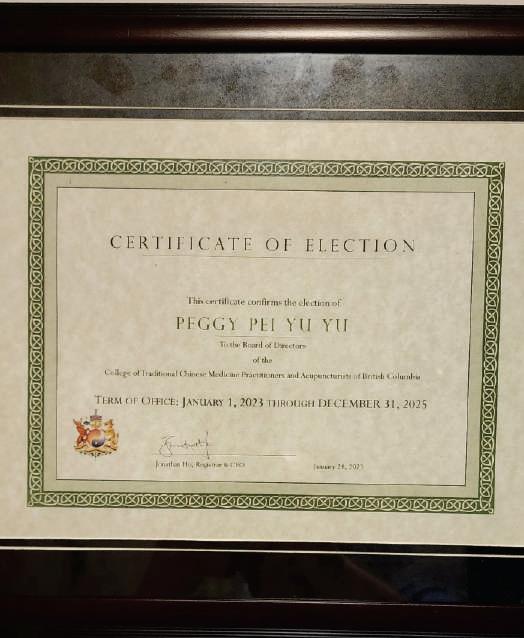 CERTIFICATE OF ELECTION
This certificate confirms the election of
PEGGY PEI YU YU
To the Board of Directors
of the
College of Traditional Chinese Medicine Practitioners and Acupuncturists of British Columbia
TERM OF OFFICE: JANUARY 1, 2023 THROUGH DECEMBER 31, 2025
Jonathan Ho, Registrar & CEO
January 24, 2023